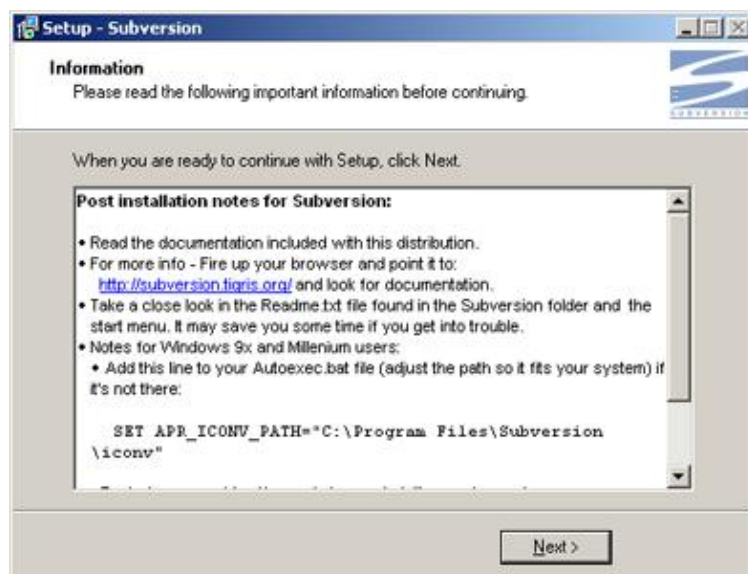 Setup - Subversion
Information
Please read the following important information before continuing.
SUBVERSION
When you are ready to continue with Setup, click Next.
Post installation notes for Subversion:
• Read the documentation included with this distribution.
• For more info - Fire up your browser and point it to:
http://subversion.tigris.org/ and look for documentation.
• Take a close look in the Readme.txt file found in the Subversion folder and the
start menu. It may save you some time if you get into trouble.
• Notes for Windows 9x and Millenium users:
• Add this line to your Autoexec.bat file (adjust the path so it fits your system) if
it's not there:
SET APR_ICONV_PATH="C:\Program Files\Subversion
\iconv"
Next >